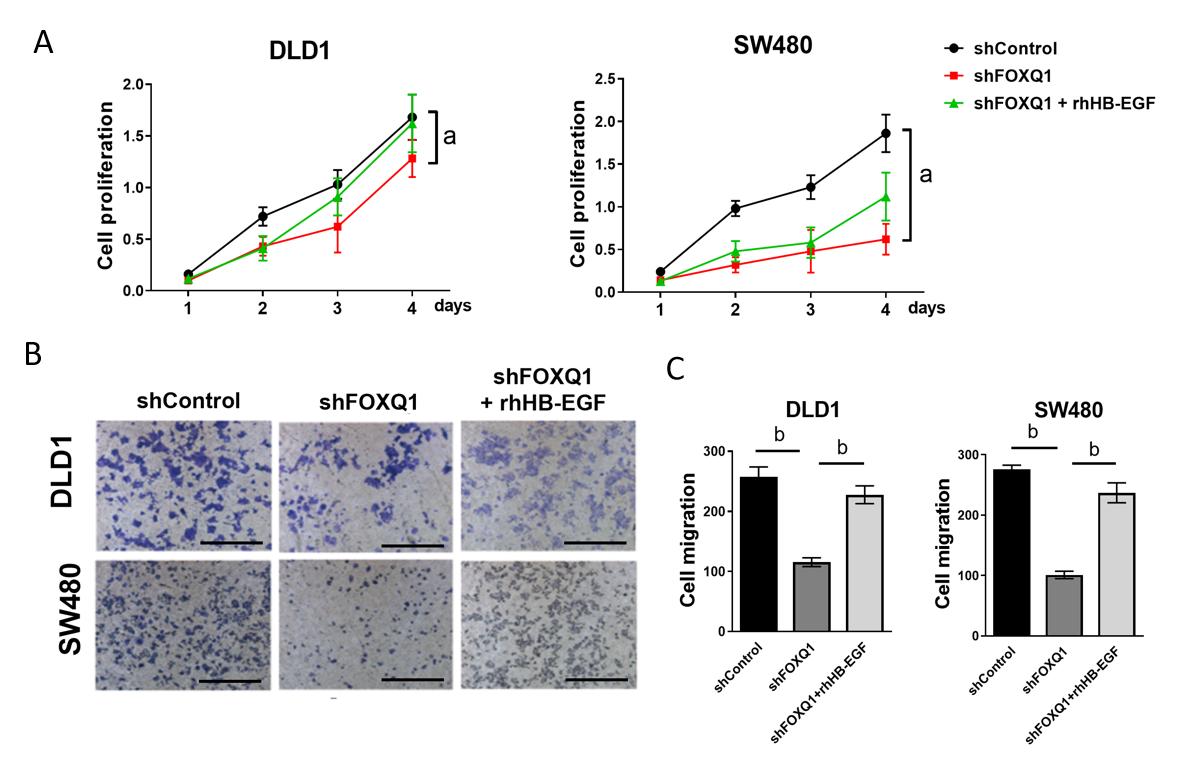 A
DLD1
Cell proliferation
2.0
1.5
1.0
0.5
0.0
1 2 3 4 days
a
SW480
Cell proliferation
2.5
2.0
1.5
1.0
0.5
0.0
1 2 3 4 days
a
shControl
shFOXQ1
shFOXQ1 + rhHB-EGF
B
shControl
shFOXQ1
shFOXQ1
+ rhHB-EGF
DLD1
SW480
C
DLD1
b
b
Cell migration
300
200
100
0
shControl
shFOXQ1
shFOXQ1+rhHB-EGF
SW480
b
b
Cell migration
300
200
100
0
shControl
shFOXQ1
shFOXQ1+rhHB-EGF